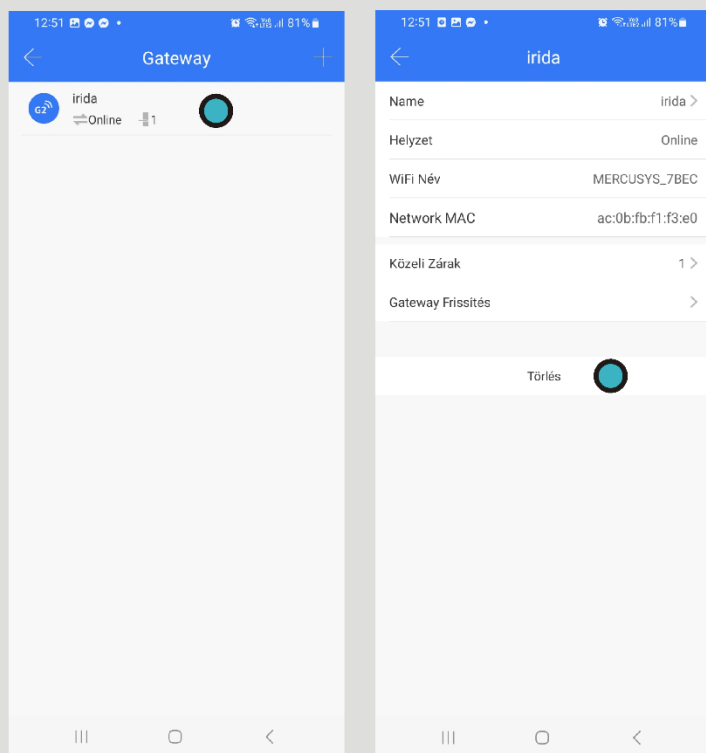 12:51
81%
Gateway
G2
irida
Online
1
12:51
81%
irida
Name irida
Helyzet Online
WiFi Név MERCUSYS_7BEC
Network MAC ac:0b:fb:f1:f3:e0
Közeli Zárak 1
Gateway Frissítés
Törlés